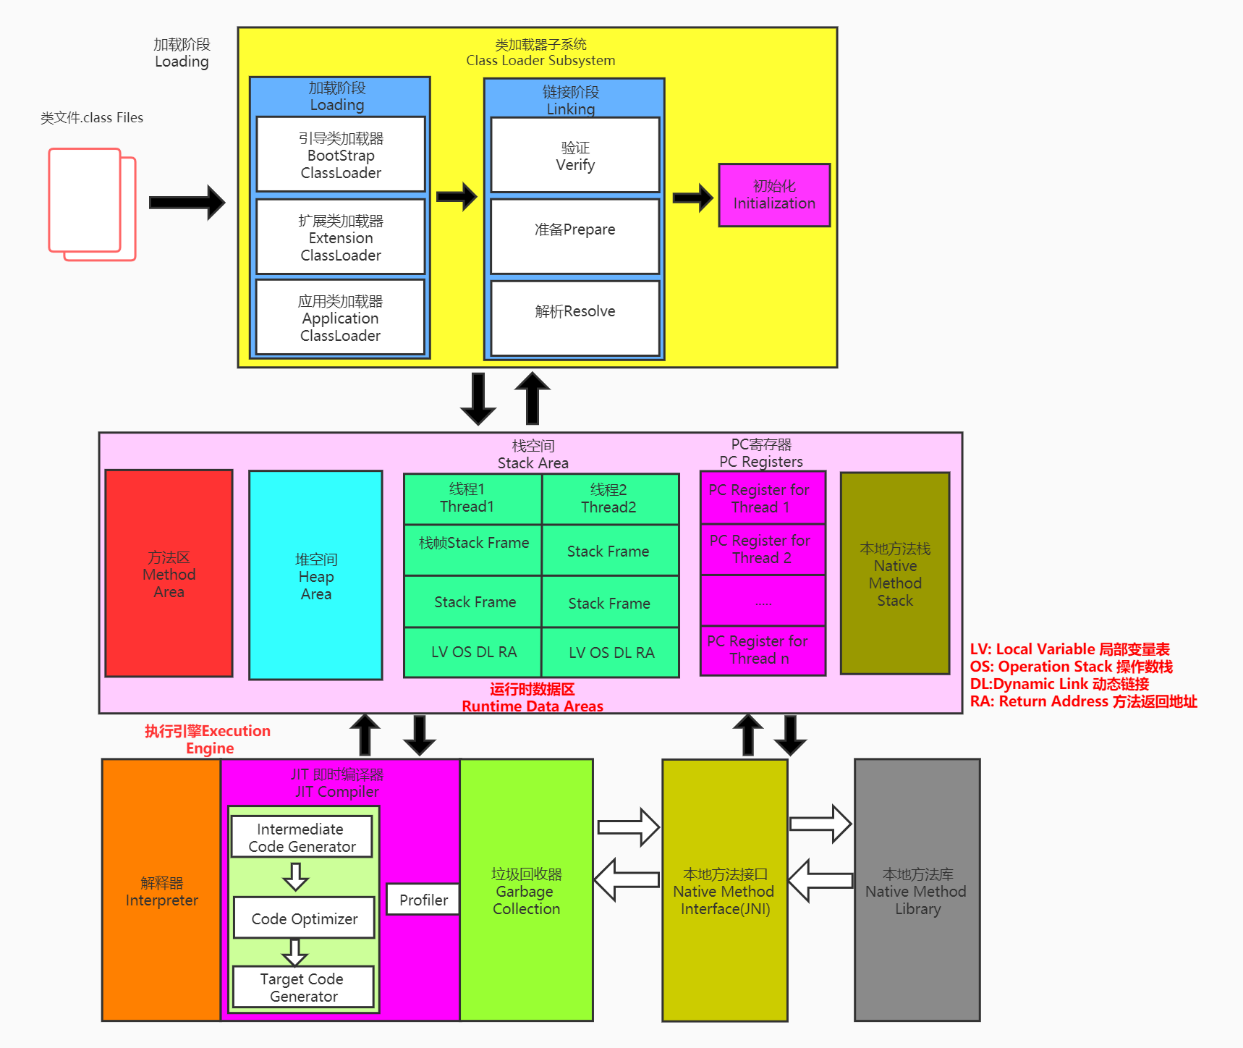 加载阶段
Loading
类加载器子系统
Class Loader Subsystem
加载阶段
Loading
链接阶段
Linking
类文件.class Files
引导类加载器
BootStrap
ClassLoader
验证
Verify
初始化
Initialization
扩展类加载器
Extension
ClassLoader
准备Prepare
应用类加载器
Application
ClassLoader
解析Resolve
栈空间
Stack Area
PC寄存器
PC Registers
方法区
Method
Area
堆空间
Heap
Area
线程1
Thread1
线程2
Thread2
栈帧Stack Frame
Stack Frame
Stack Frame
Stack Frame
LV OS DL RA
LV OS DL RA
PC Register for
Thread 1
PC Register for
Thread 2
.....
PC Register for
Thread n
本地方法栈
Native
Method
Stack
运行时数据区
Runtime Data Areas
LV: Local Variable 局部变量表
OS: Operation Stack 操作数栈
DL:Dynamic Link 动态链接
RA: Return Address 方法返回地址
执行引擎Execution
Engine
解释器
Interpreter
JIT 即时编泽器
JIT Compiler
Intermediate
Code Generator
Code Optimizer
Target Code
Generator
Profiler
垃圾回收器
Garbage
Collection
本地方法接口
Native Method
Interface(JNI)
本地方法库
Native Method
Library